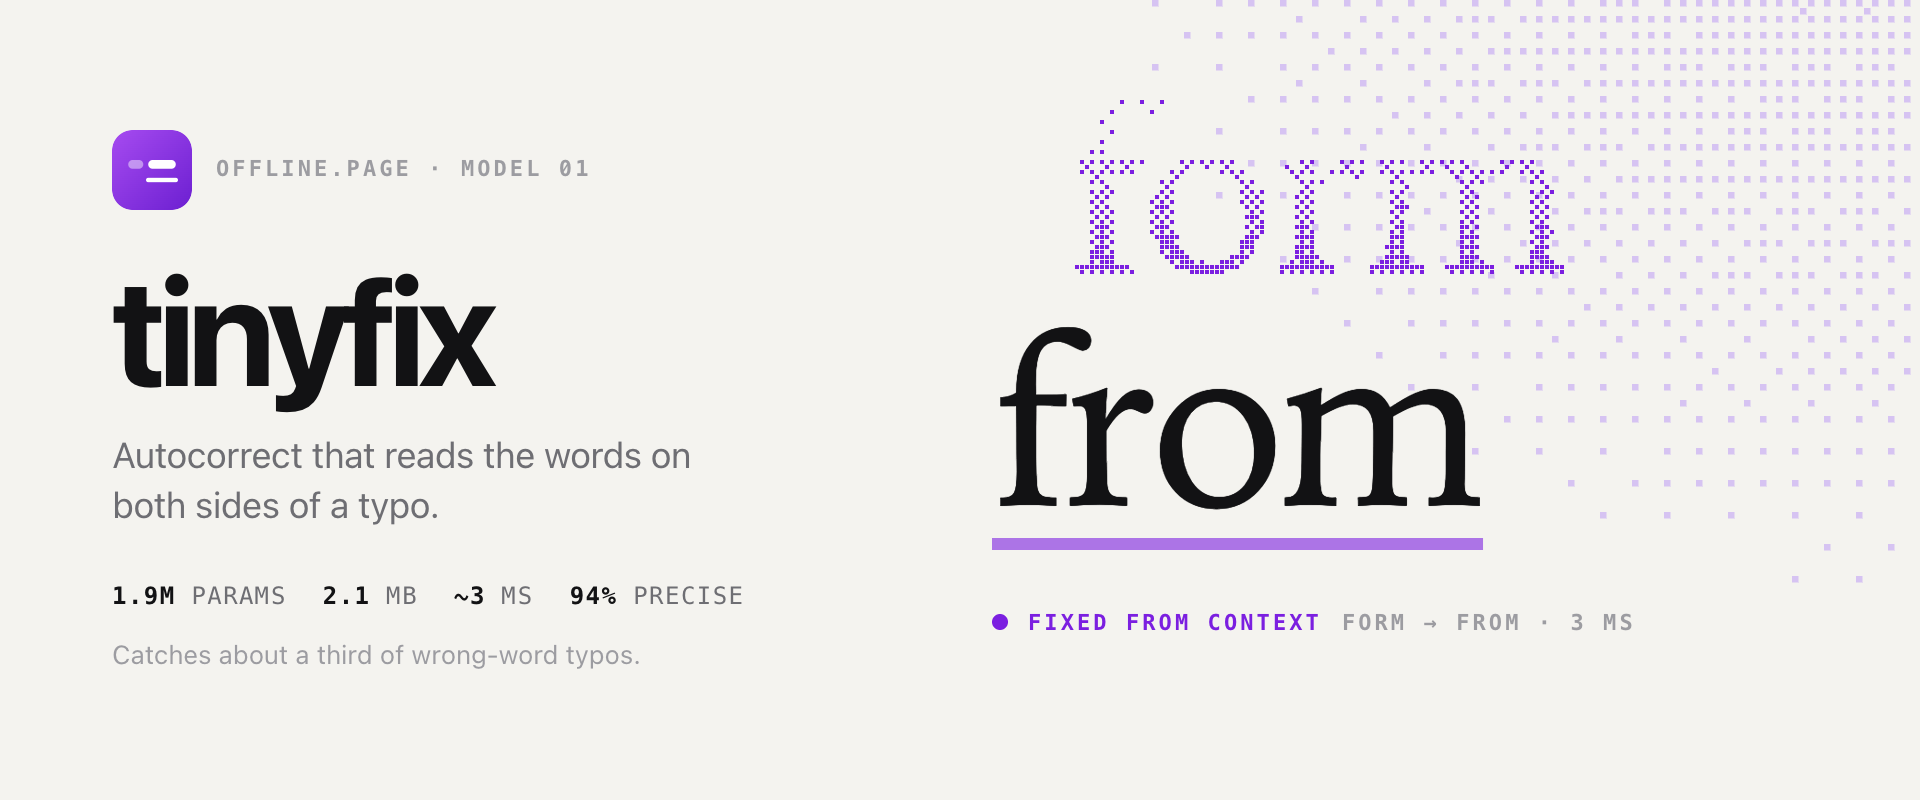 OFFLINE.PAGE · MODEL 01
tinyfix
Autocorrect that reads the words on
both sides of a typo.
1.9M PARAMS 2.1 MB ~3 MS 94% PRECISE
Catches about a third of wrong-word typos.
form
from
FIXED FROM CONTEXT FORM → FROM · 3 MS